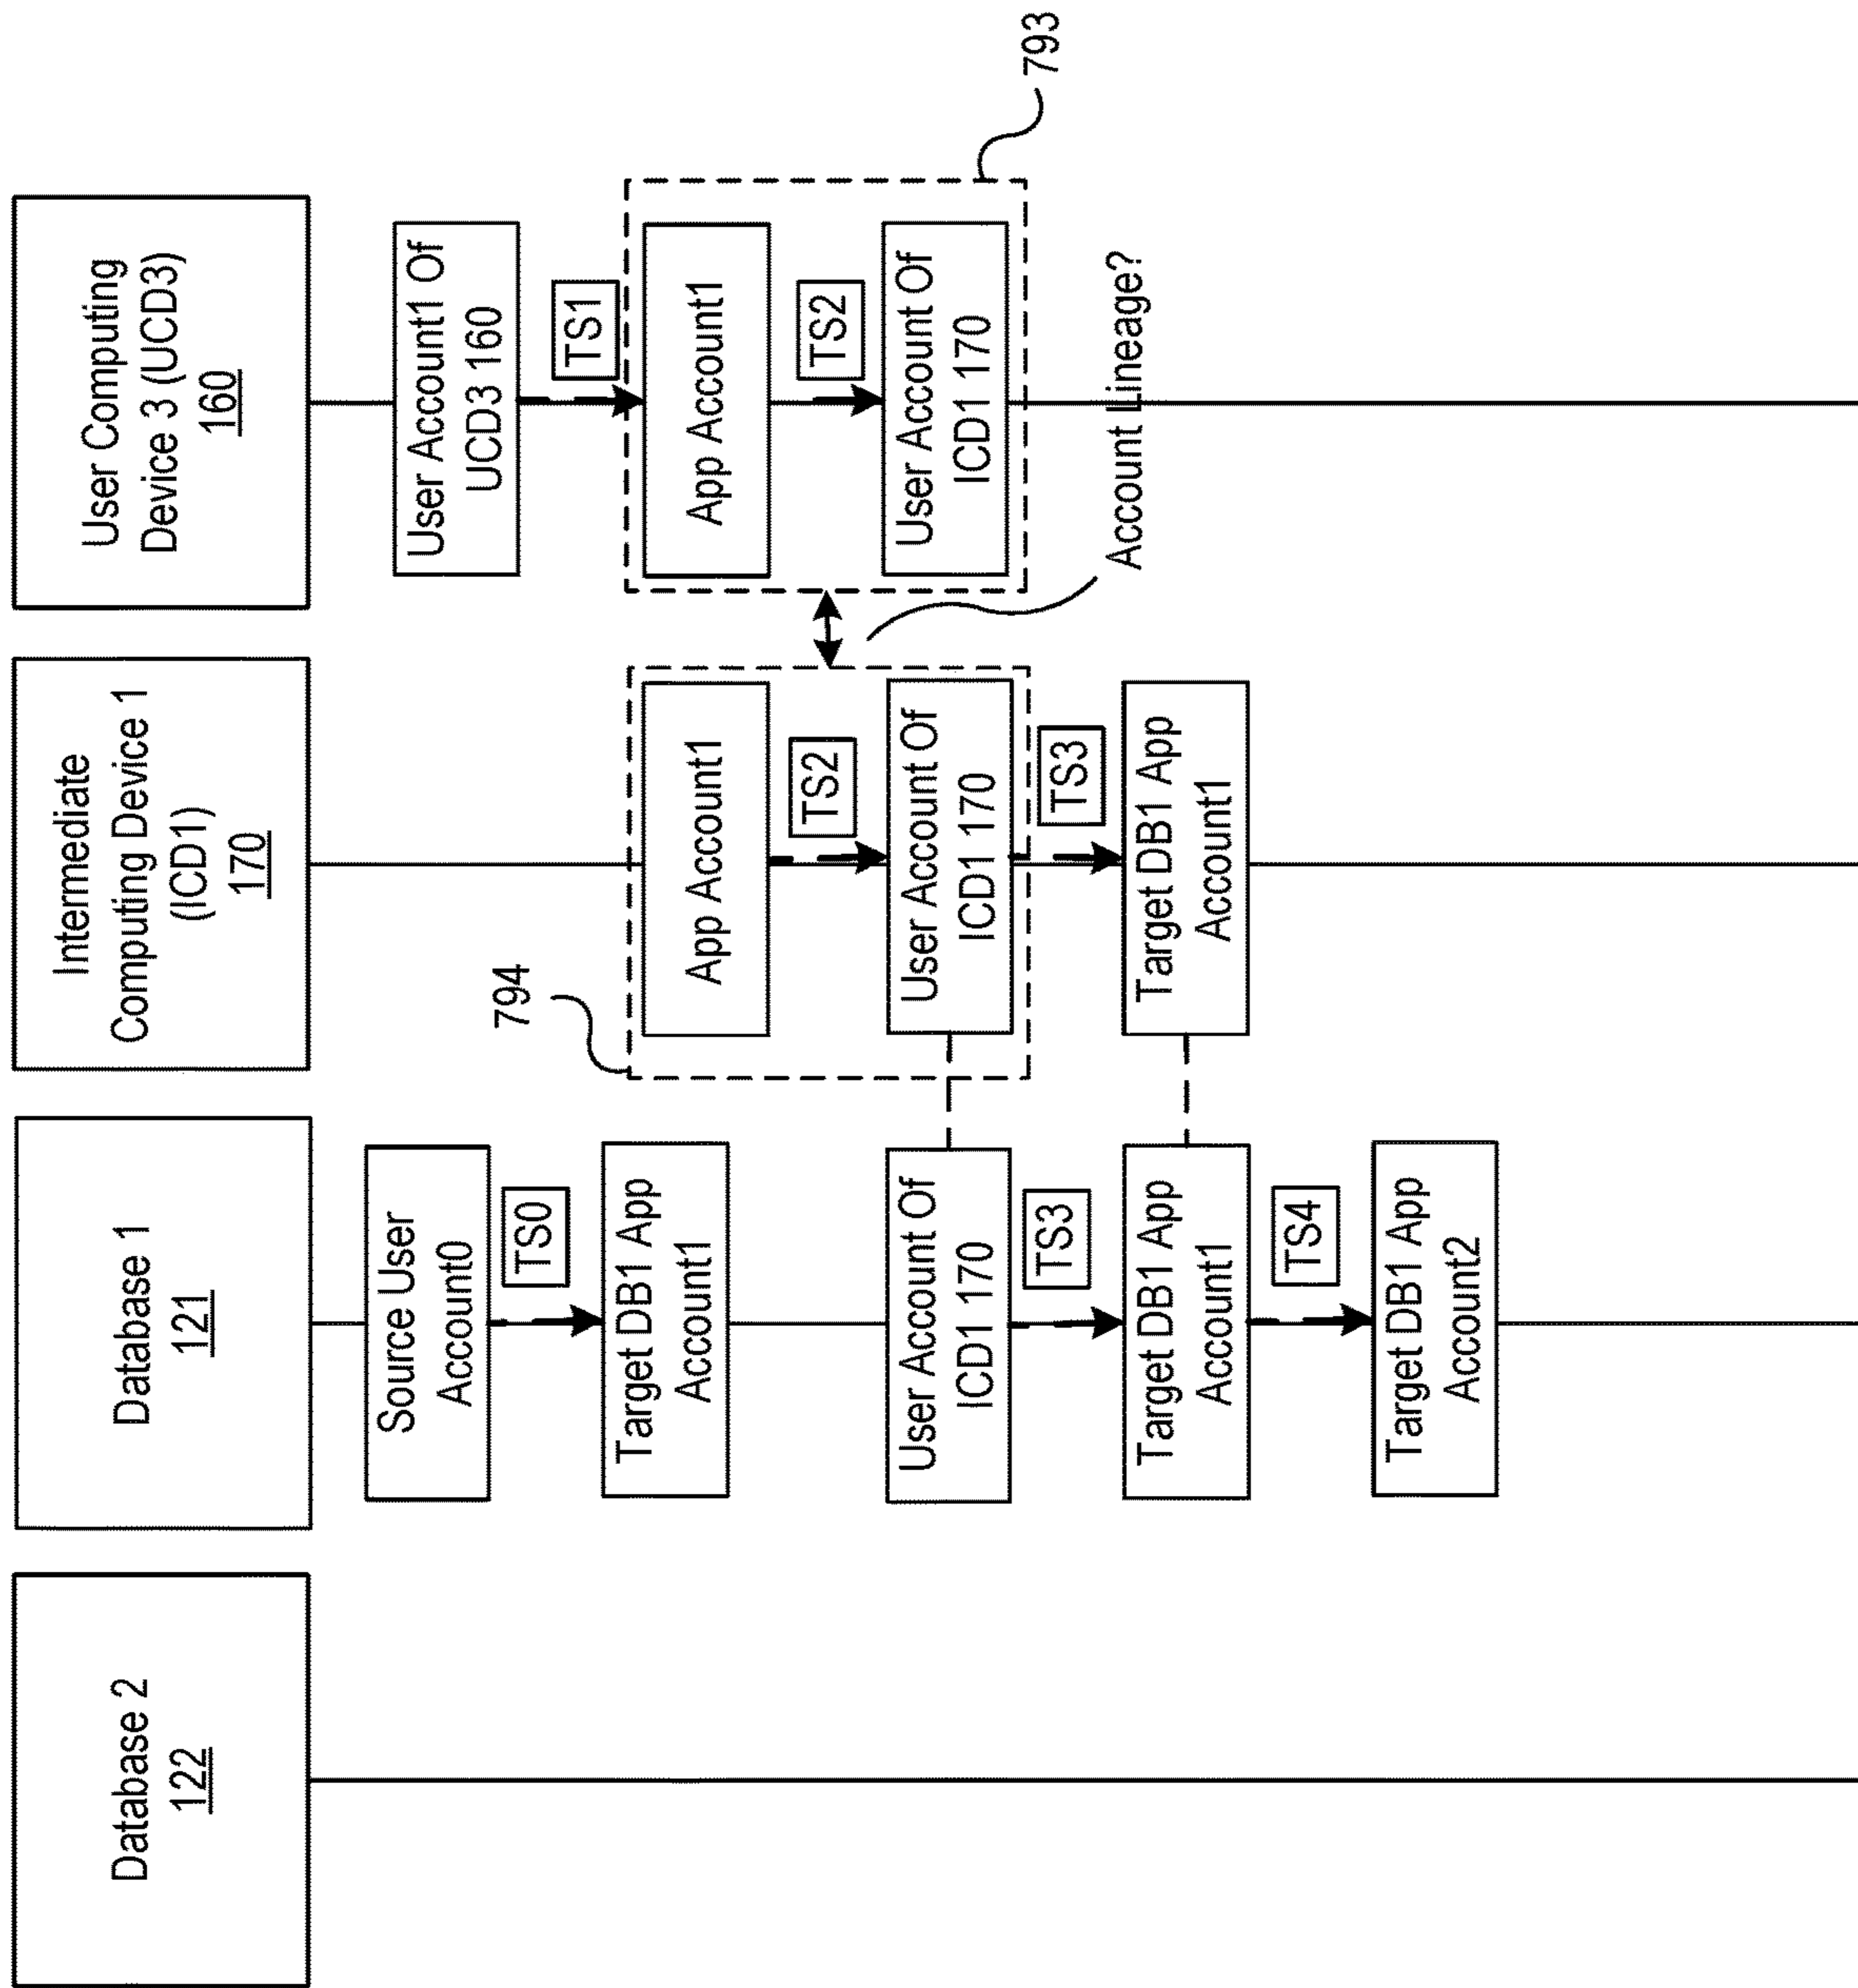 Database 2
122
Database 1
121
Source User
Account0
TS0
Target DB1 App
Account1
User Account Of
ICD1 170
TS3
Target DB1 App
Account1
TS4
Target DB1 App
Account2
Intermediate
Computing Device 1
(ICD1)
170
794
App Account1
TS2
User Account Of
ICD1 170
TS3
Target DB1 App
Account1
User Computing
Device 3 (UCD3)
160
User Account1 Of
UCD3 160
TS1
App Account1
TS2
User Account Of
ICD1 170
Account Lineage?
793